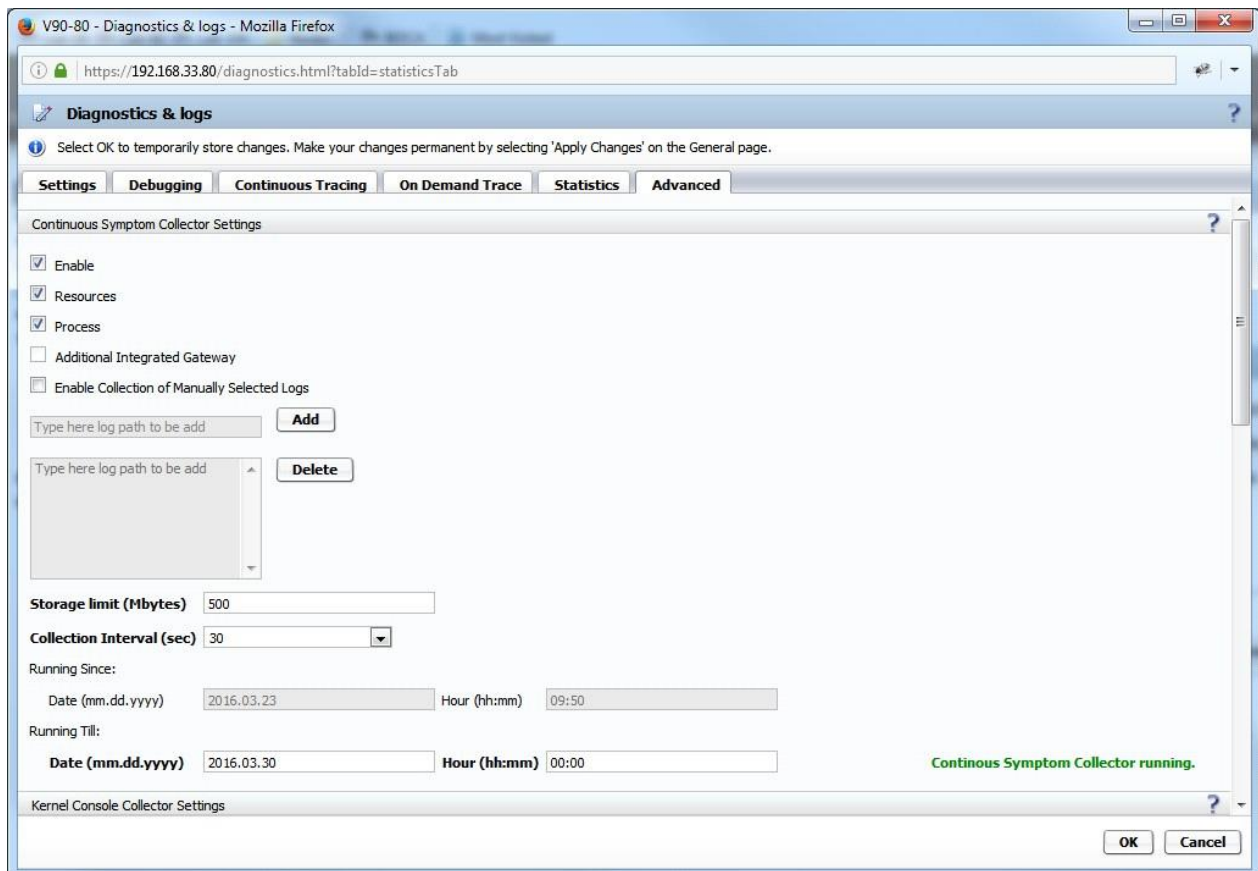 V90-80 - Diagnostics & logs - Mozilla Firefox
https://192.168.33.80/diagnostics.html?tabId=statisticsTab
Diagnostics & logs ?
Select OK to temporarily store changes. Make your changes permanent by selecting 'Apply Changes' on the General page.
Settings Debugging Continuous Tracing On Demand Trace Statistics Advanced
Continuous Symptom Collector Settings ?
Enable
Resources
Process
Additional Integrated Gateway
Enable Collection of Manually Selected Logs
Type here log path to be add Add
Type here log path to be add Delete
Storage limit (Mbytes) 500
Collection Interval (sec) 30
Running Since:
Date (mm.dd.yyyy) 2016.03.23 Hour (hh:mm) 09:50
Running Till:
Date (mm.dd.yyyy) 2016.03.30 Hour (hh:mm) 00:00 Continous Symptom Collector running.
Kernel Console Collector Settings ?
OK Cancel